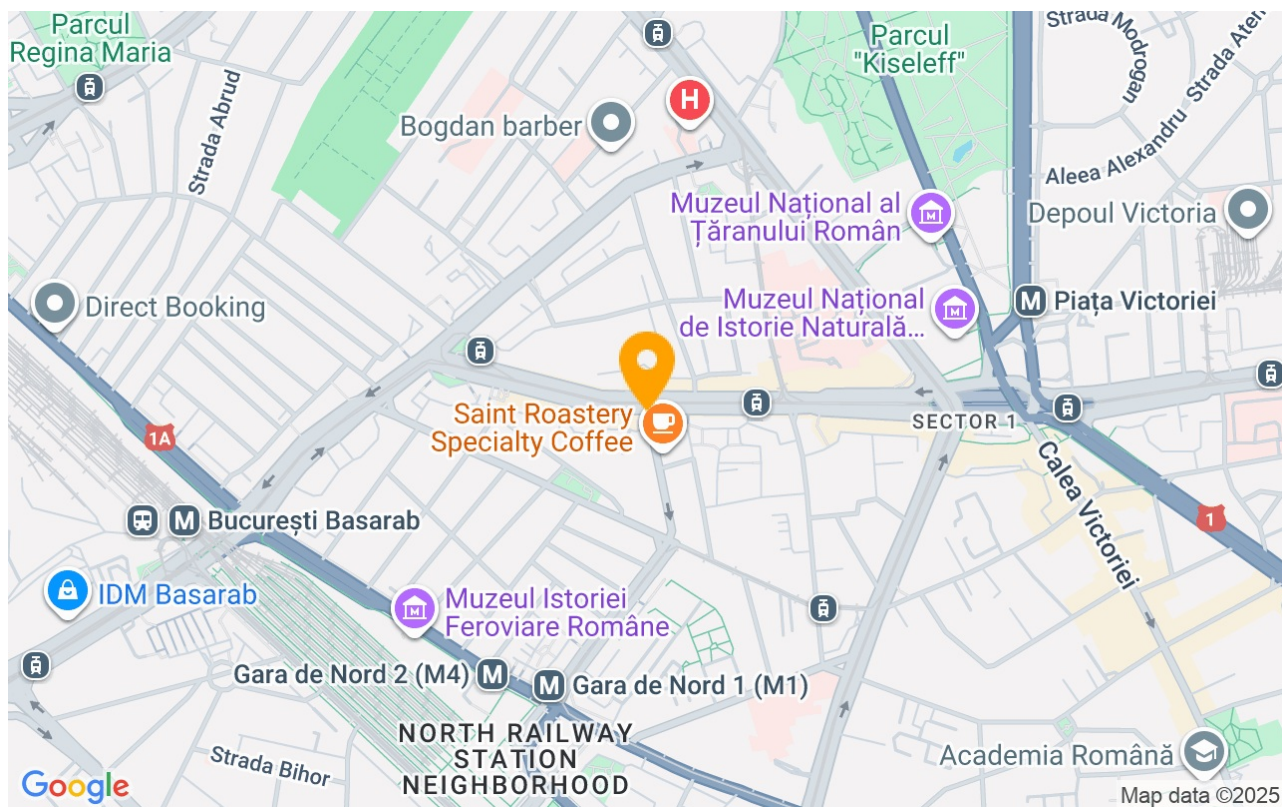 Parcul
Regina Maria
Strada Abrud
Bogdan barber
H
Parcul
"Kiseleff"
Strada Modrogan
Strada Aten
Aleea Alexandru
Muzeul Național al
Țăranului Român
Depoul Victoria
Direct Booking
Muzeul Național
de Istorie Naturală...
M
Piața Victoriei
Saint Roastery
Specialty Coffee
SECTOR 1
1A
Calea Victoriei
1
M
București Basarab
IDM Basarab
Muzeul Istoriei
Feroviare Române
Gara de Nord 2 (M4)
M
M
Gara de Nord 1 (M1)
NORTH RAILWAY
STATION
NEIGHBORHOOD
Strada Bihor
Academia Română
Google
Map data ©2025